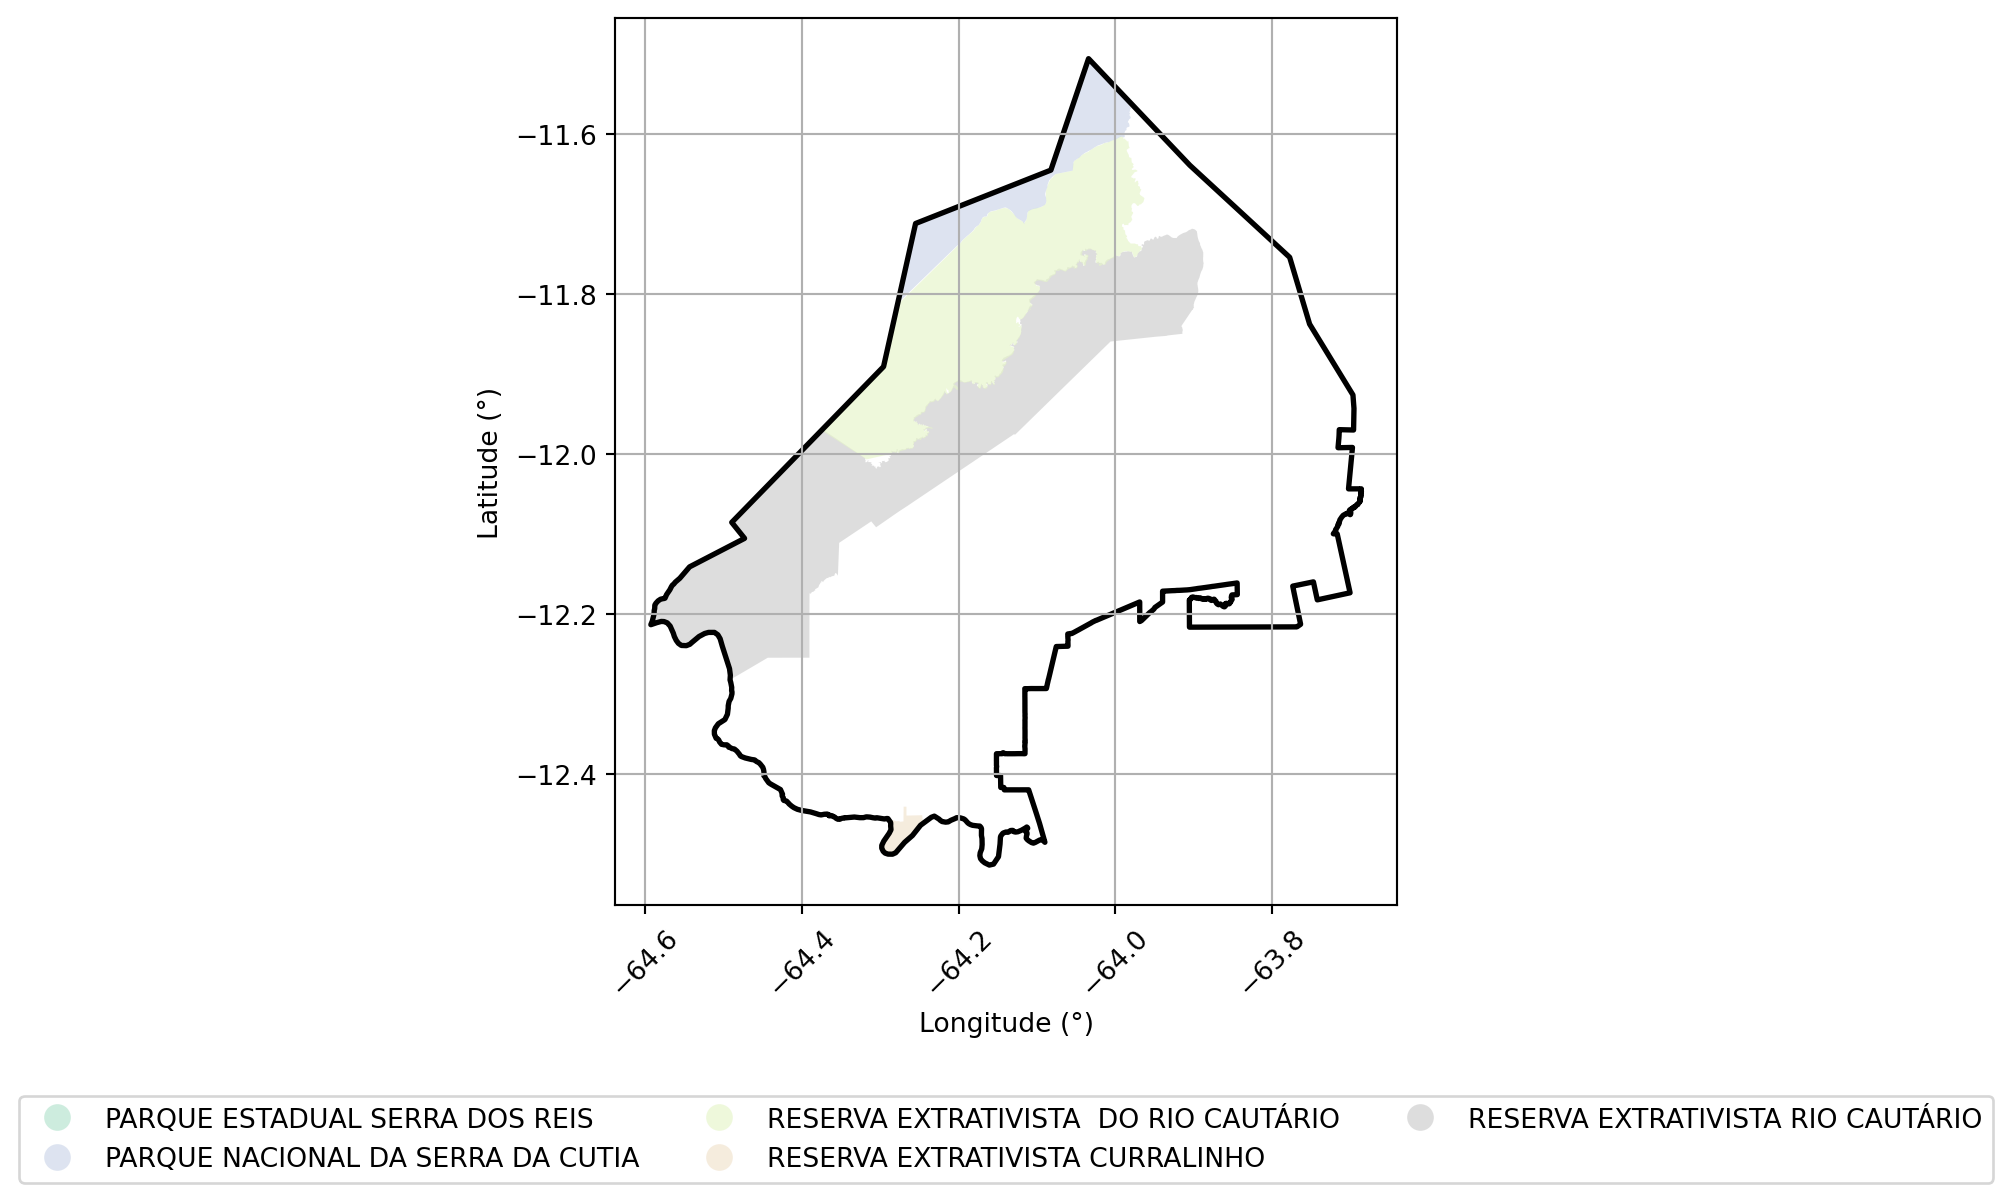 −11.6
−11.8
−12.0
−12.2
−12.4
Latitude (°)
−64.6
−64.4
−64.2
−64.0
−63.8
Longitude (°)
PARQUE ESTADUAL SERRA DOS REIS
PARQUE NACIONAL DA SERRA DA CUTIA
RESERVA EXTRATIVISTA  DO RIO CAUTÁRIO
RESERVA EXTRATIVISTA CURRALINHO
RESERVA EXTRATIVISTA RIO CAUTÁRIO